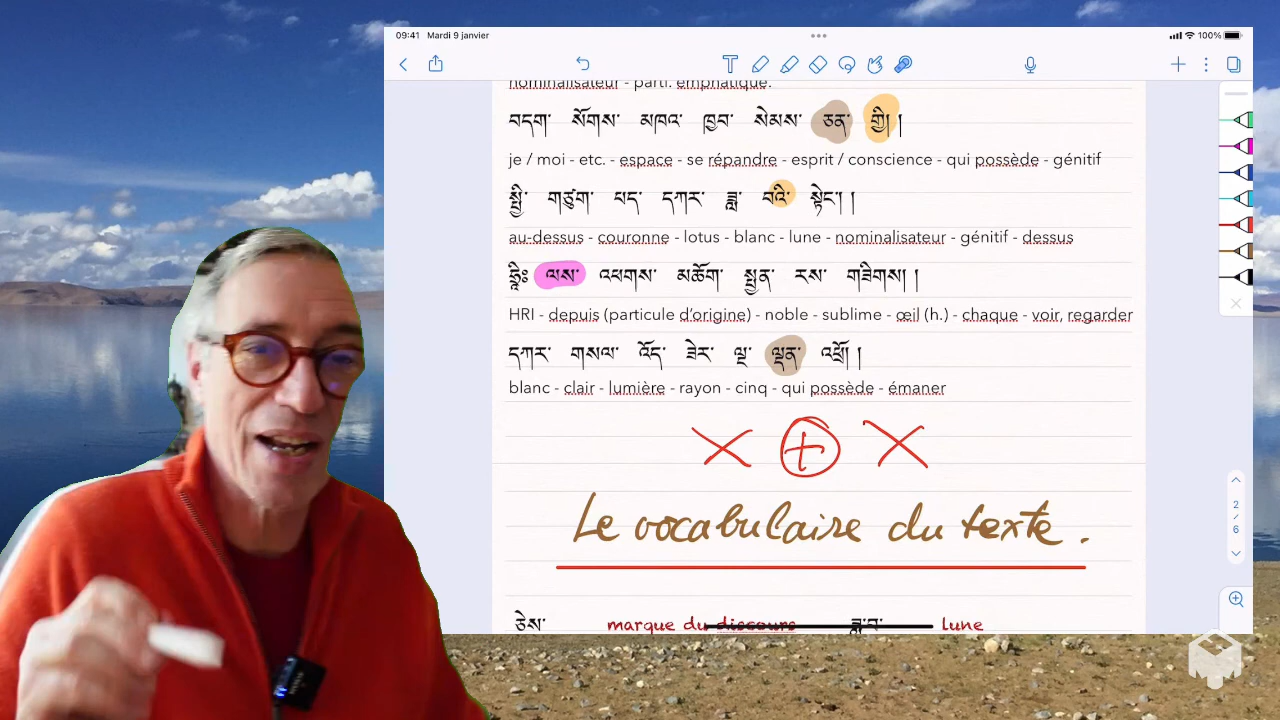 09:41 Mardi 9 janvier
100%
nominalisateur - parti. emphatique.
བདག་ སོགས་ མཁའ་ ཁྱབ་ སེམས་ ཅན་ གྱི། །
je / moi - etc. - espace - se répandre - esprit / conscience - qui possède - génitif
སྤྱི་ གཙུག་ པད་ དཀར་ ཟླ་ བའི་ སྟེང་། །
au-dessus - couronne - lotus - blanc - lune - nominalisateur - génitif - dessus
ཧྲཱིཿ ལས་ འཕགས་ མཆོག་ སྤྱན་ རས་ གཟིགས། །
HRI - depuis (particule d'origine) - noble - sublime - œil (h.) - chaque - voir, regarder
དཀར་ གསལ་ འོད་ ཟེར་ ལྔ་ ལྡན་ འཕྲོ། །
blanc - clair - lumière - rayon - cinq - qui possède - émaner
Le vocabulaire du texte.
2
/
6
ཅེས་ marque du discours ཟླ་བ་ lune